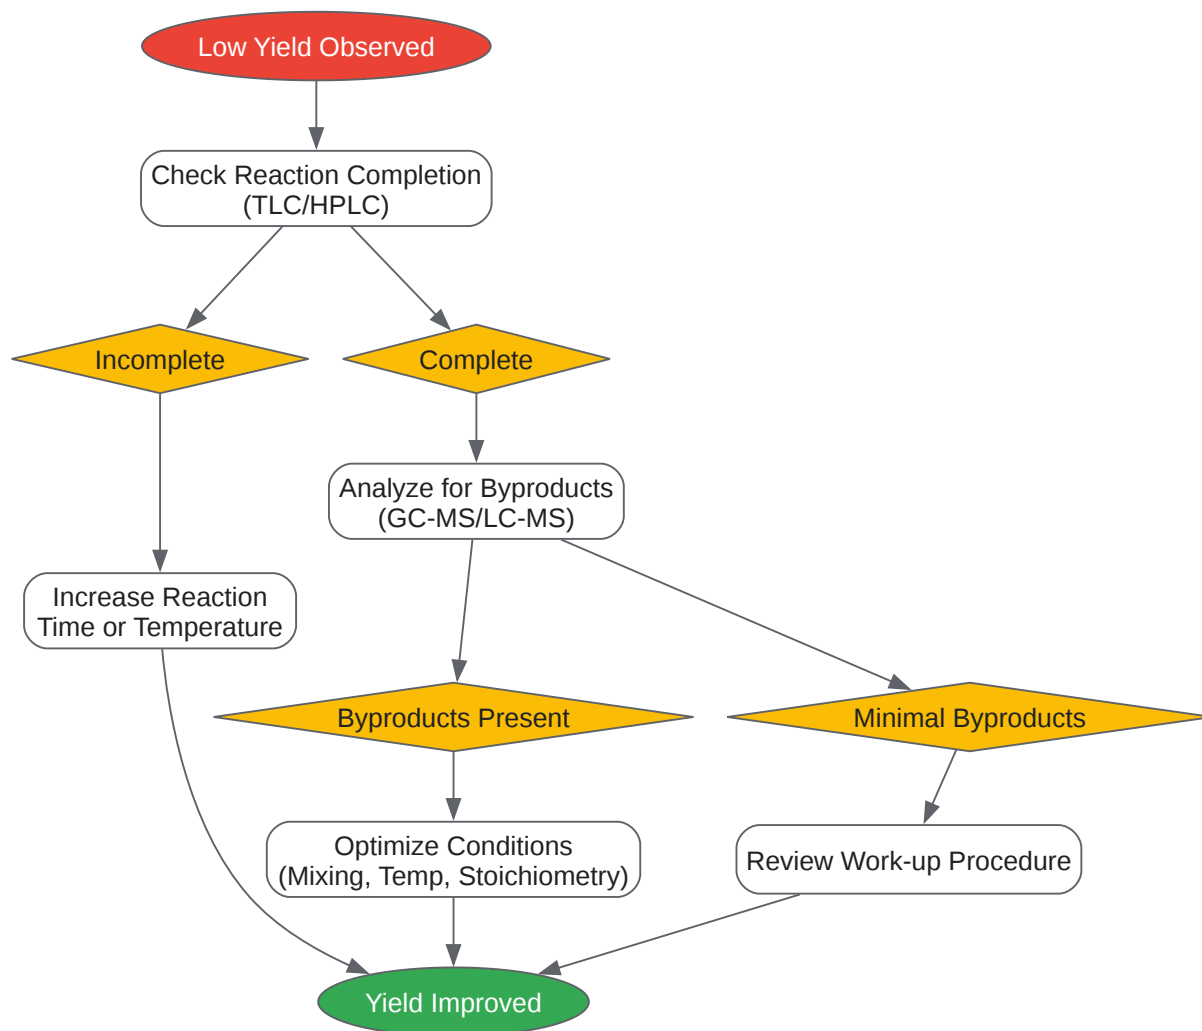 Low Yield Observed
Check Reaction Completion
(TLC/HPLC)
Incomplete
Complete
Analyze for Byproducts
(GC-MS/LC-MS)
Increase Reaction
Time or Temperature
Byproducts Present
Minimal Byproducts
Optimize Conditions
(Mixing, Temp, Stoichiometry)
Review Work-up Procedure
Yield Improved